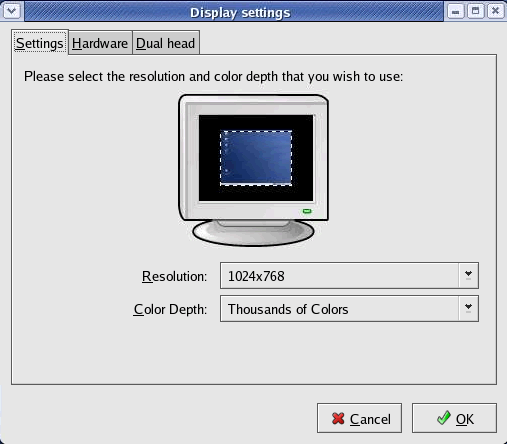 Display settings
Settings Hardware Dual head
Please select the resolution and color depth that you wish to use:
Resolution: 1024x768
Color Depth: Thousands of Colors
Cancel OK